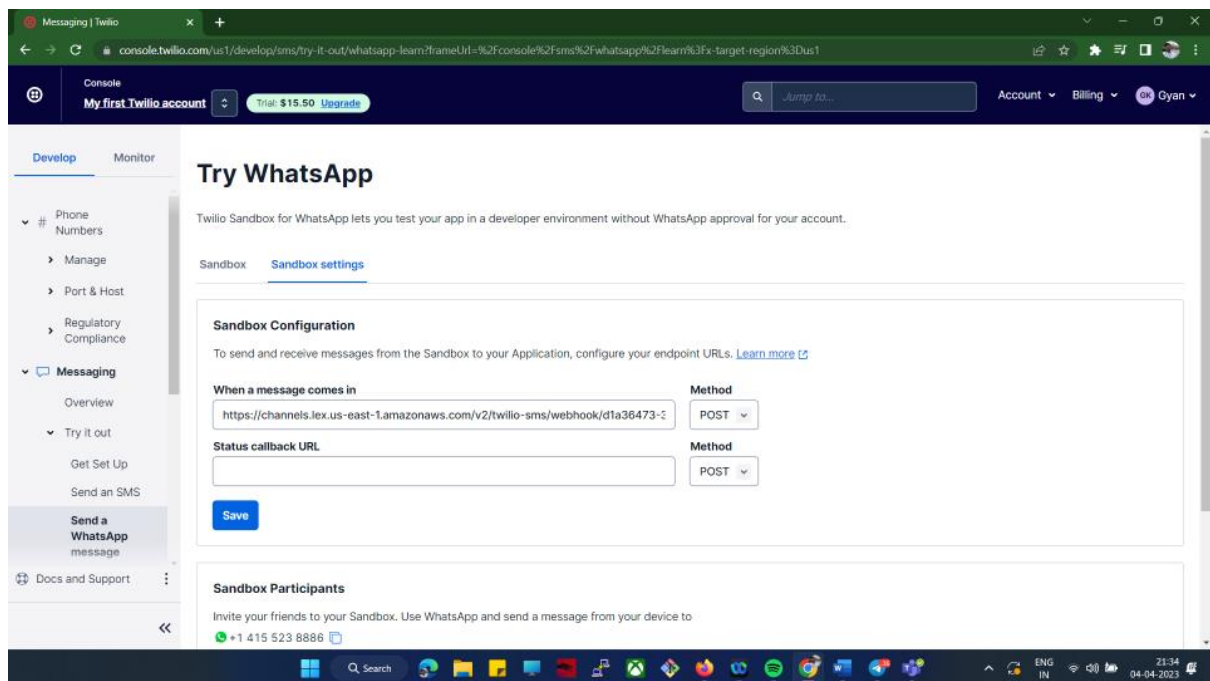 Messaging | Twilio
console.twilio.com/us1/develop/sms/try-it-out/whatsapp-learn?frameUrl=%2Fconsole%2Fsms%2Fwhatsapp%2Flearn%3Fx-target-region%3Dus1
Console
My first Twilio account
Trial: $15.50 Upgrade
Jump to...
Account
Billing
GK Gyan
Develop
Monitor
Try WhatsApp
# Phone
Numbers
Twilio Sandbox for WhatsApp lets you test your app in a developer environment without WhatsApp approval for your account.
Manage
Sandbox
Sandbox settings
Port & Host
Regulatory
Compliance
Sandbox Configuration
To send and receive messages from the Sandbox to your Application, configure your endpoint URLs. Learn more
Messaging
When a message comes in
Method
Overview
https://channels.lex.us-east-1.amazonaws.com/v2/twilio-sms/webhook/d1a36473-3
POST
Try it out
Status callback URL
Method
Get Set Up
POST
Send an SMS
Send a
WhatsApp
message
Save
Docs and Support
Sandbox Participants
Invite your friends to your Sandbox. Use WhatsApp and send a message from your device to
+1 415 523 8886
Search
ENG
IN
21:34
04-04-2023